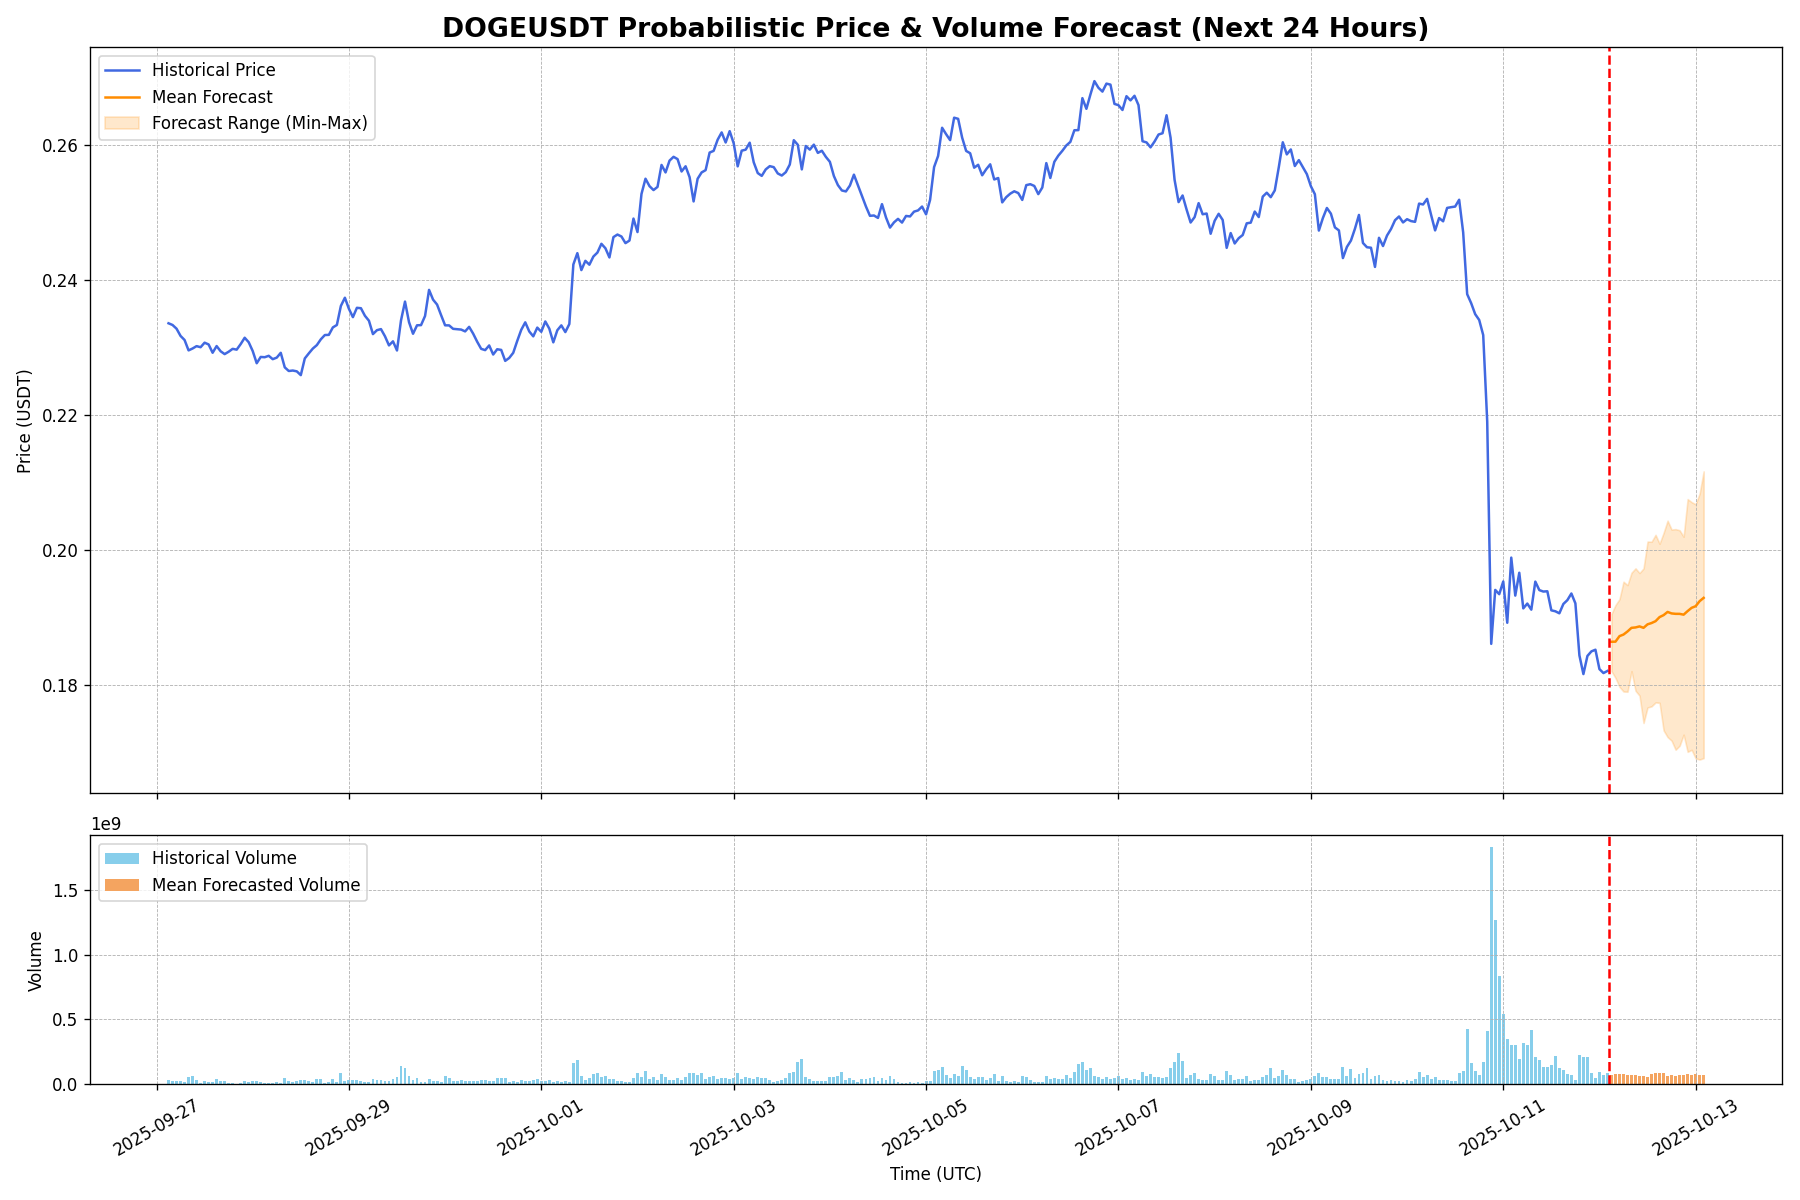 DOGEUSDT Probabilistic Price & Volume Forecast (Next 24 Hours)
Historical Price
Mean Forecast
Forecast Range (Min-Max)
Price (USDT)
0.26
0.24
0.22
0.20
0.18
1e9
Historical Volume
Mean Forecasted Volume
Volume
1.5
1.0
0.5
0.0
2025-09-27
2025-09-29
2025-10-01
2025-10-03
2025-10-05
2025-10-07
2025-10-09
2025-10-11
2025-10-13
Time (UTC)